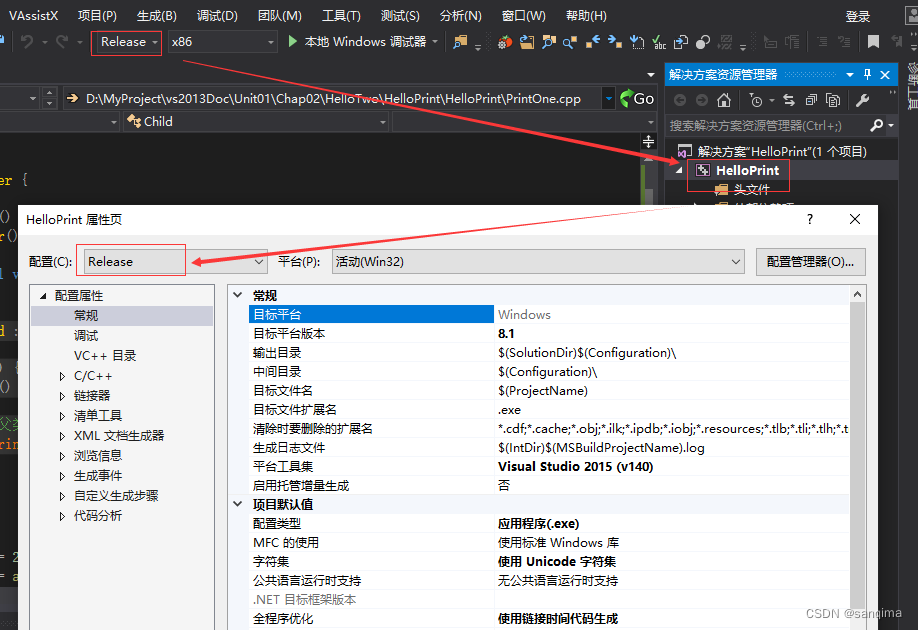 VAssistX 项目(P) 生成(B) 调试(D) 团队(M) 工具(T) 测试(S) 分析(N) 窗口(W) 帮助(H) 登录
Release x86 本地 Windows 调试器
解决方案资源管理器
D:\MyProject\vs2013Doc\Unit01\Chap02\HelloTwo\HelloPrint\HelloPrint\PrintOne.cpp Go
Child
搜索解决方案资源管理器(Ctrl+;)
解决方案"HelloPrint"(1 个项目)
HelloPrint
头文件
er {
HelloPrint 属性页
配置(C): Release 平台(P): 活动(Win32) 配置管理器(O)...
配置属性
常规
调试
VC++ 目录
C/C++
链接器
清单工具
XML 文档生成器
浏览信息
生成事件
自定义生成步骤
代码分析
常规
目标平台 Windows
目标平台版本 8.1
输出目录 $(SolutionDir)$(Configuration)\
中间目录 $(Configuration)\
目标文件名 $(ProjectName)
目标文件扩展名 .exe
清除时要删除的扩展名 *.cdf;*.cache;*.obj;*.ilk;*.ipdb;*.iobj;*.resources;*.tlb;*.tli;*.tlh;*.t
生成日志文件 $(IntDir)$(MSBuildProjectName).log
平台工具集 Visual Studio 2015 (v140)
启用托管增量生成 否
项目默认值
配置类型 应用程序(.exe)
MFC 的使用 使用标准 Windows 库
字符集 使用 Unicode 字符集
公共语言运行时支持 无公共语言运行时支持
.NET 目标框架版本
全程序优化 使用链接时间代码生成
CSDN @sanqima